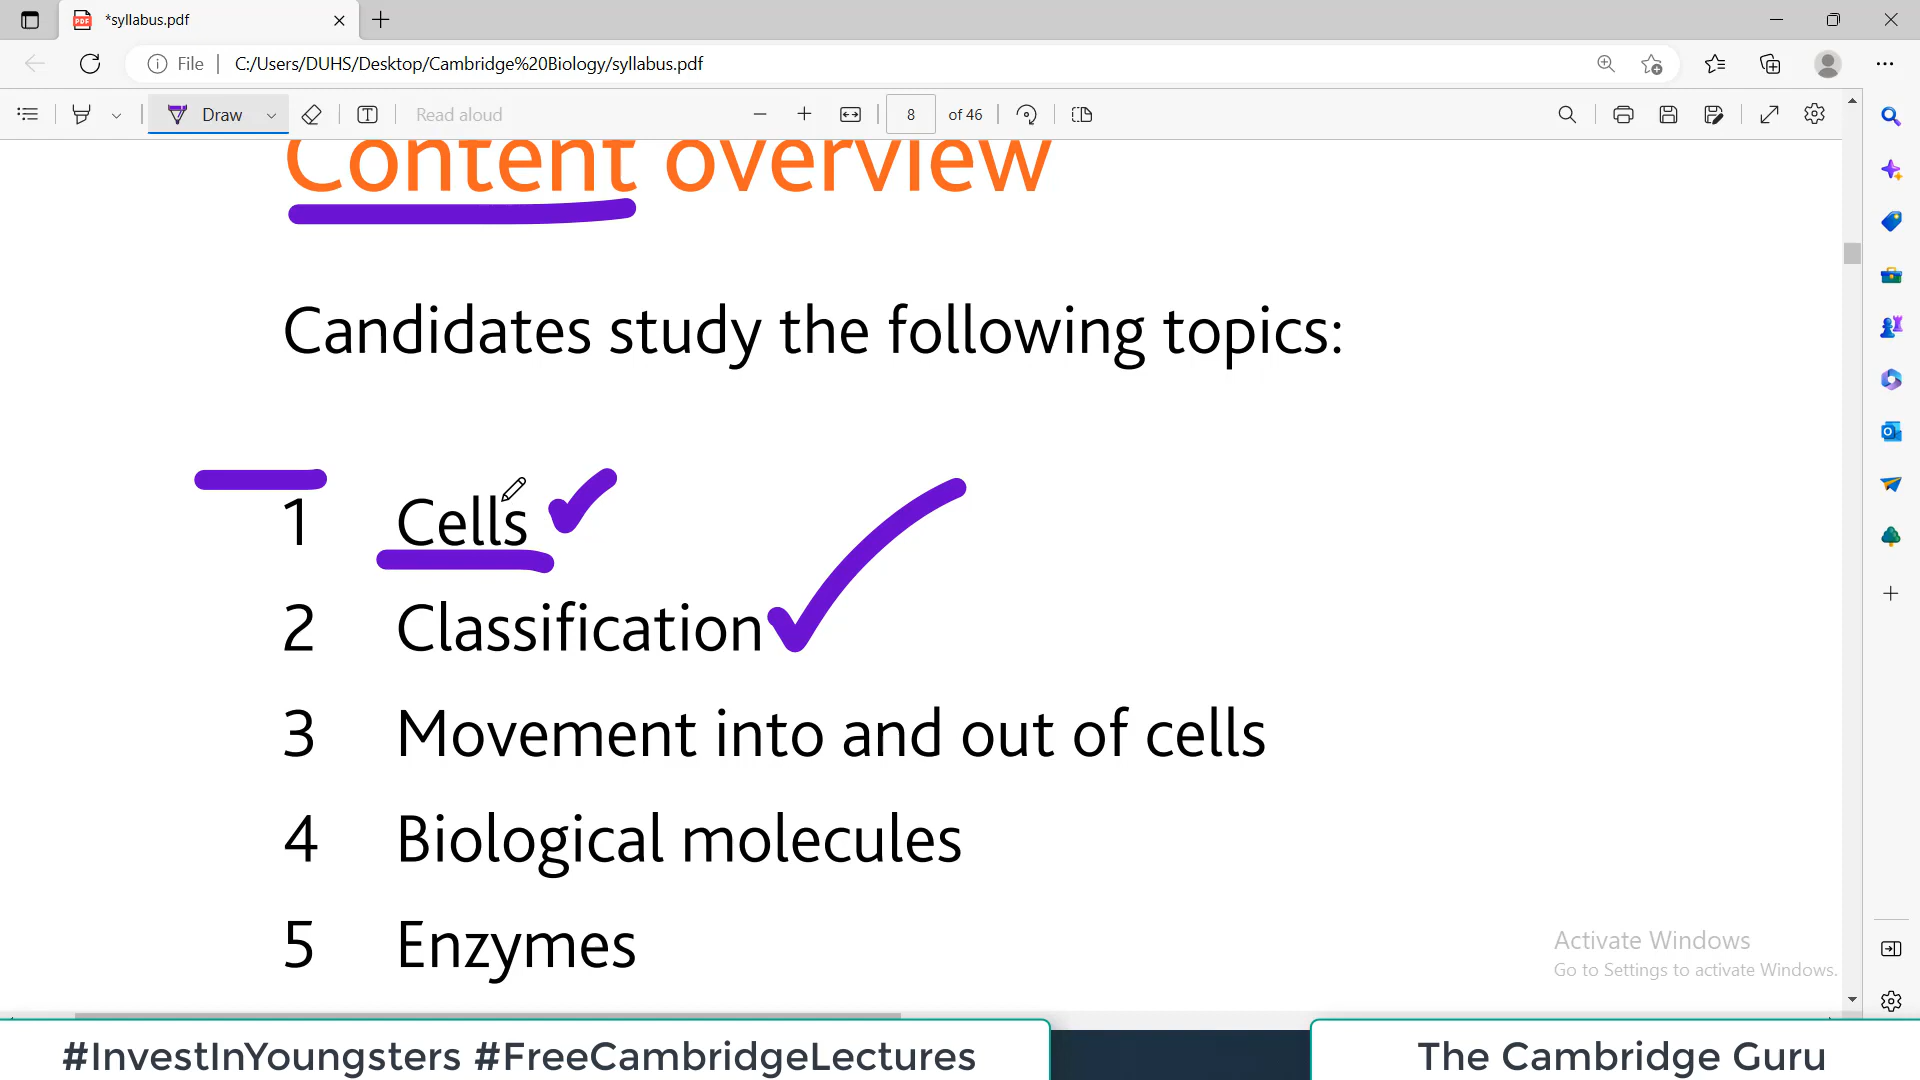 *syllabus.pdf
File
C:/Users/DUHS/Desktop/Cambridge%20Biology/syllabus.pdf
Draw
Read aloud
8 of 46
Content overview
Candidates study the following topics:
1 Cells
2 Classification
3 Movement into and out of cells
4 Biological molecules
5 Enzymes
Activate Windows
Go to Settings to activate Windows.
#InvestInYoungsters #FreeCambridgeLectures
The Cambridge Guru